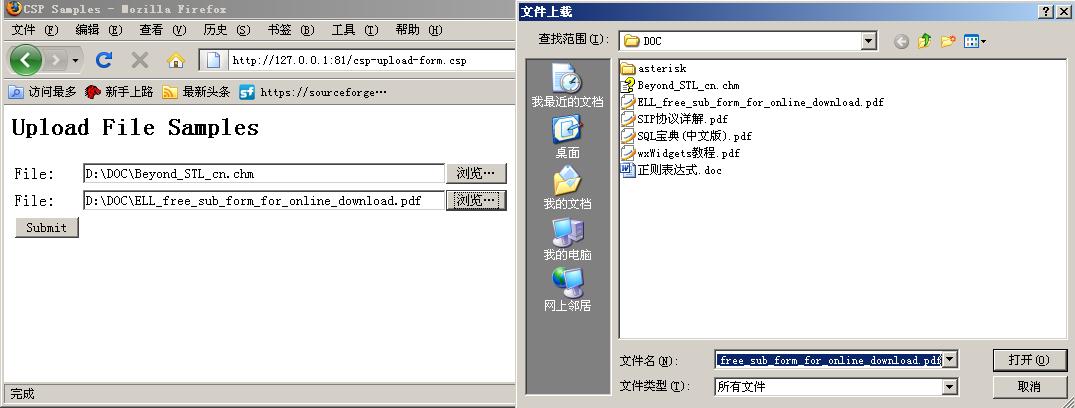 CSP Samples - Mozilla Firefox
文件 (F) 编辑 (E) 查看 (V) 历史 (S) 书签 (B) 工具 (T) 帮助 (H)
http://127.0.0.1:81/csp-upload-form.csp
访问最多 新手上路 最新头条 sf https://sourceforge…
Upload File Samples
File: D:\DOC\Beyond_STL_cn.chm 浏览…
File: D:\DOC\ELL_free_sub_form_for_online_download.pdf 浏览…
Submit
完成
文件上载
查找范围(I): DOC
我最近的文档
桌面
我的文档
我的电脑
网上邻居
asterisk
Beyond_STL_cn.chm
ELL_free_sub_form_for_online_download.pdf
SIP协议详解.pdf
SQL宝典(中文版).pdf
wxWidgets教程.pdf
正则表达式.doc
文件名(N): free_sub_form_for_online_download.pdf 打开(O)
文件类型(T): 所有文件 取消